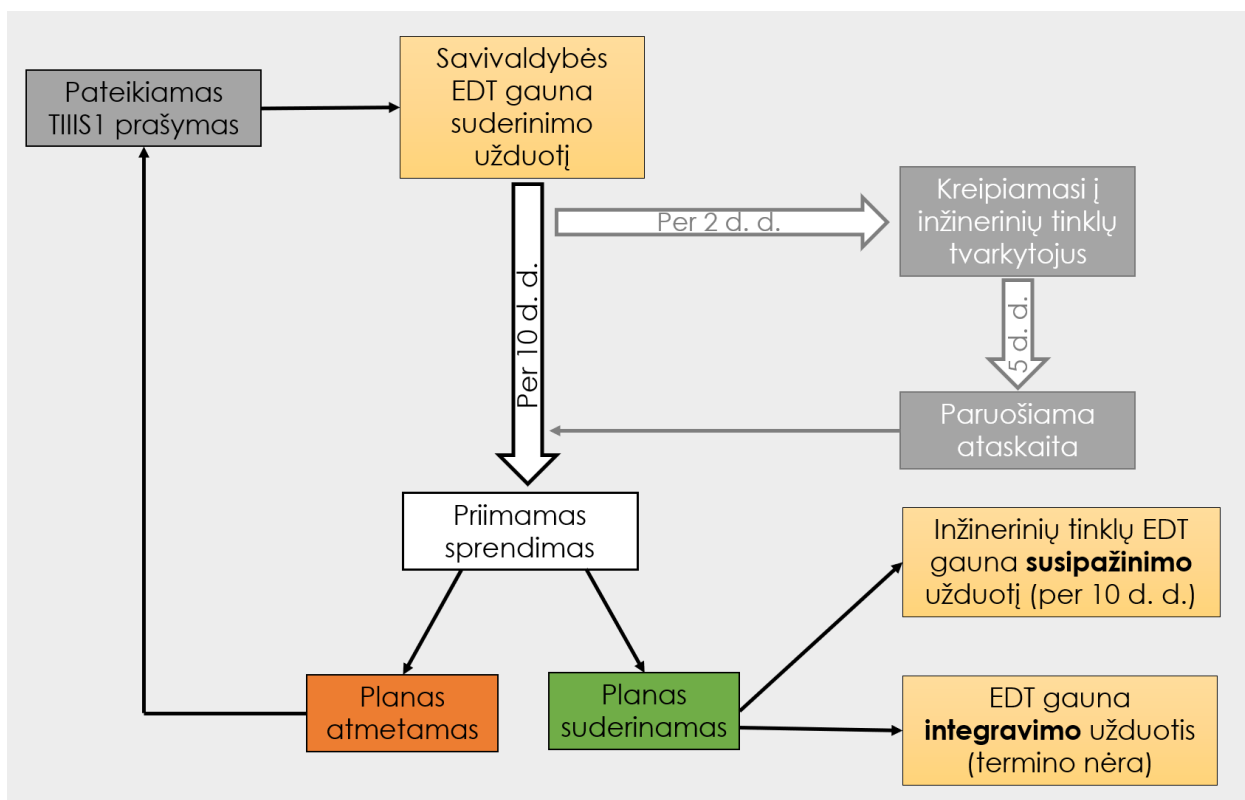 Pateikiamas
TIIIS1 prašymas
Savivaldybės
EDT gauna
suderinimo
užduotį
Per 2 d. d.
Kreipiamasi į
inžinerinių tinklų
tvarkytojus
Per 10 d. d.
5 d. d.
Paruošiama
ataskaita
Priimamas
sprendimas
Planas
atmetamas
Planas
suderinamas
Inžinerinių tinklų EDT
gauna susipažinimo
užduotį (per 10 d. d.)
EDT gauna
integravimo užduotis
(termino nėra)